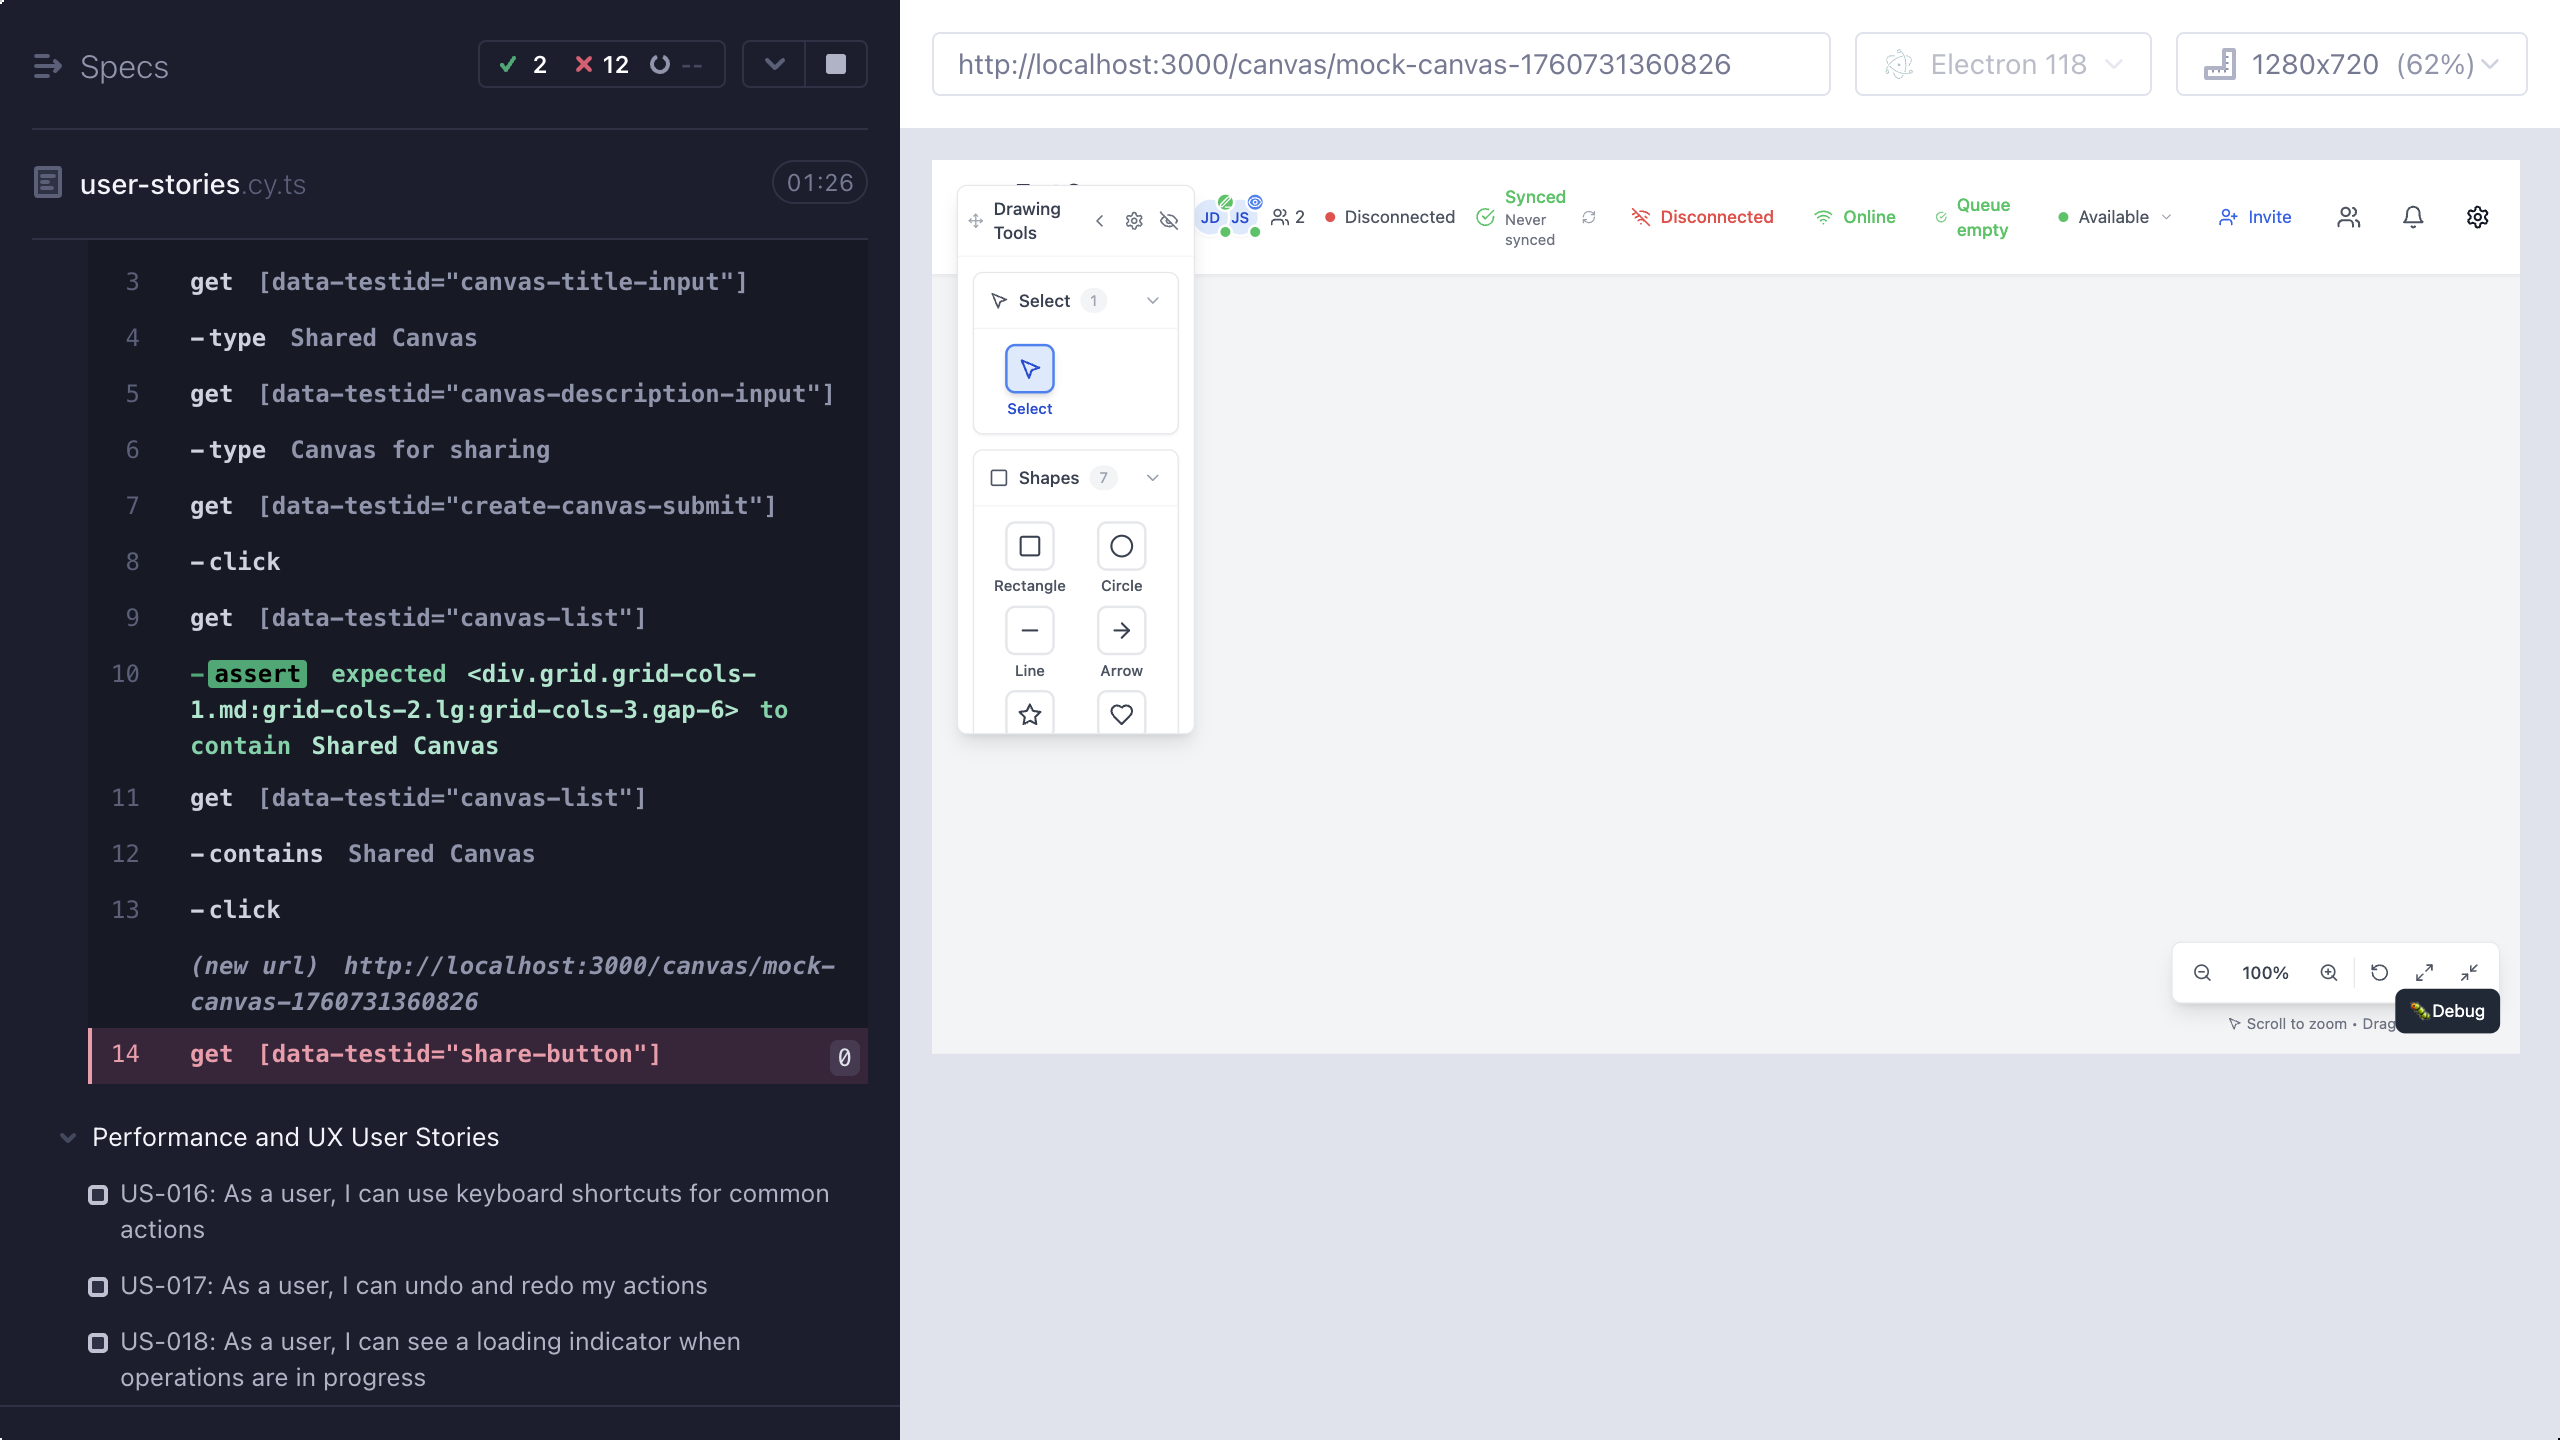 Specs
2
12
--
user-stories.cy.ts
01:26
3 get [data-testid="canvas-title-input"]
4 -type Shared Canvas
5 get [data-testid="canvas-description-input"]
6 -type Canvas for sharing
7 get [data-testid="create-canvas-submit"]
8 -click
9 get [data-testid="canvas-list"]
10 -assert expected <div.grid.grid-cols-
1.md:grid-cols-2.lg:grid-cols-3.gap-6> to
contain Shared Canvas
11 get [data-testid="canvas-list"]
12 -contains Shared Canvas
13 -click
(new url) http://localhost:3000/canvas/mock-
canvas-1760731360826
14 get [data-testid="share-button"] 0
Performance and UX User Stories
US-016: As a user, I can use keyboard shortcuts for common
actions
US-017: As a user, I can undo and redo my actions
US-018: As a user, I can see a loading indicator when
operations are in progress
http://localhost:3000/canvas/mock-canvas-1760731360826
Electron 118
1280x720 (62%)
Drawing
Tools
JD
JS
2
Disconnected
Synced
Never
synced
Disconnected
Online
Queue
empty
Available
Invite
Select 1
Select
Shapes 7
Rectangle
Circle
Line
Arrow
100%
Debug
Scroll to zoom • Drag